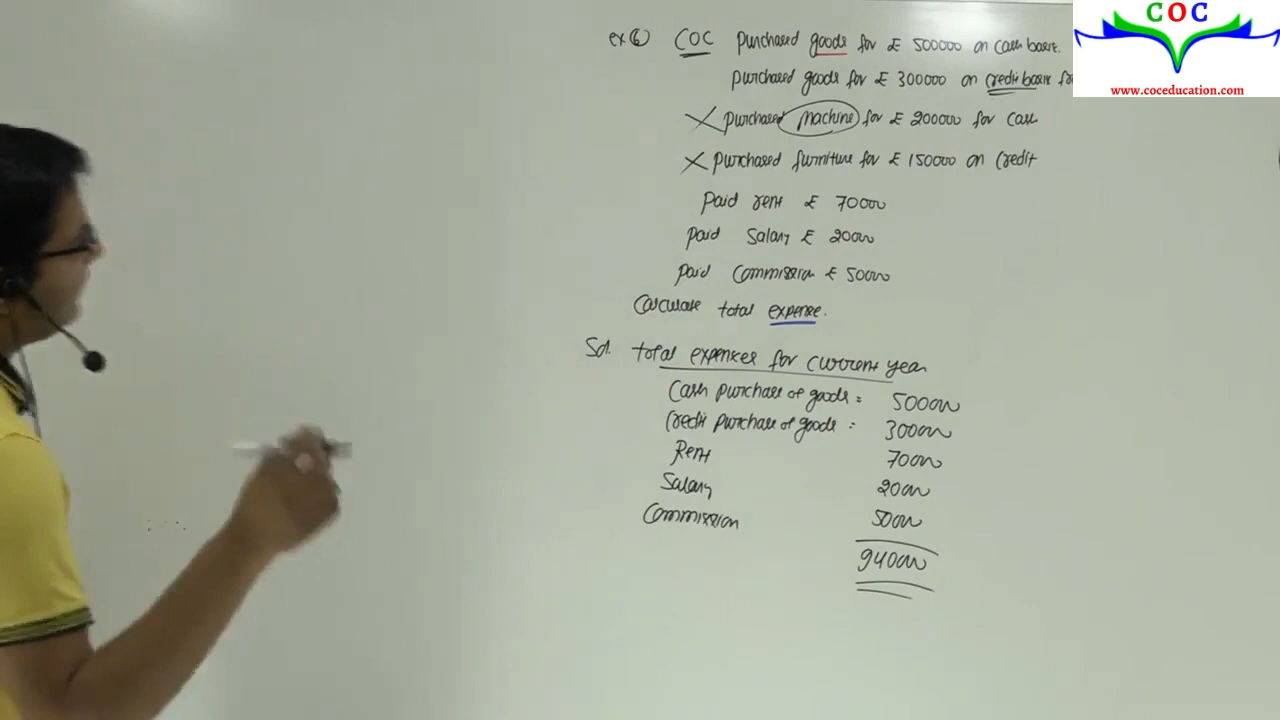 COC
www.coceducation.com
ex ⑥ COC purchased goods for £ 500000 on cash basis.
purchased goods for £ 300000 on credit basis
purchased machine for £ 200000 for cash
purchased furniture for £ 150000 on Credit
paid rent £ 70000
paid Salary £ 20000
paid Commission £ 50000
Calculate total expense.
Sol. total expenses for current year
Cash purchase of goods = 500000
Credit purchase of goods = 300000
Rent 70000
Salary 20000
Commission 50000
940000